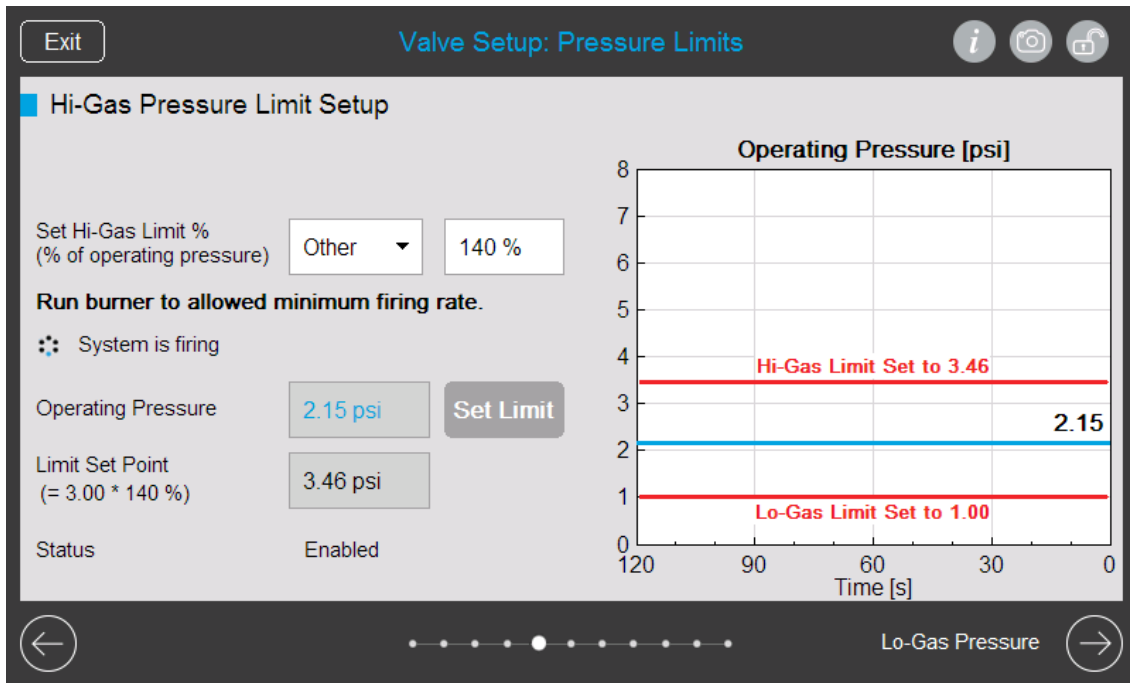 Exit
Valve Setup: Pressure Limits
i
Hi-Gas Pressure Limit Setup
Set Hi-Gas Limit %
(% of operating pressure)
Other
140 %
Run burner to allowed minimum firing rate.
System is firing
Operating Pressure
2.15 psi
Set Limit
Limit Set Point
(= 3.00 * 140 %)
3.46 psi
Status
Enabled
Operating Pressure [psi]
8
7
6
5
4
3
2
1
0
Hi-Gas Limit Set to 3.46
2.15
Lo-Gas Limit Set to 1.00
120
90
60
30
0
Time [s]
Lo-Gas Pressure